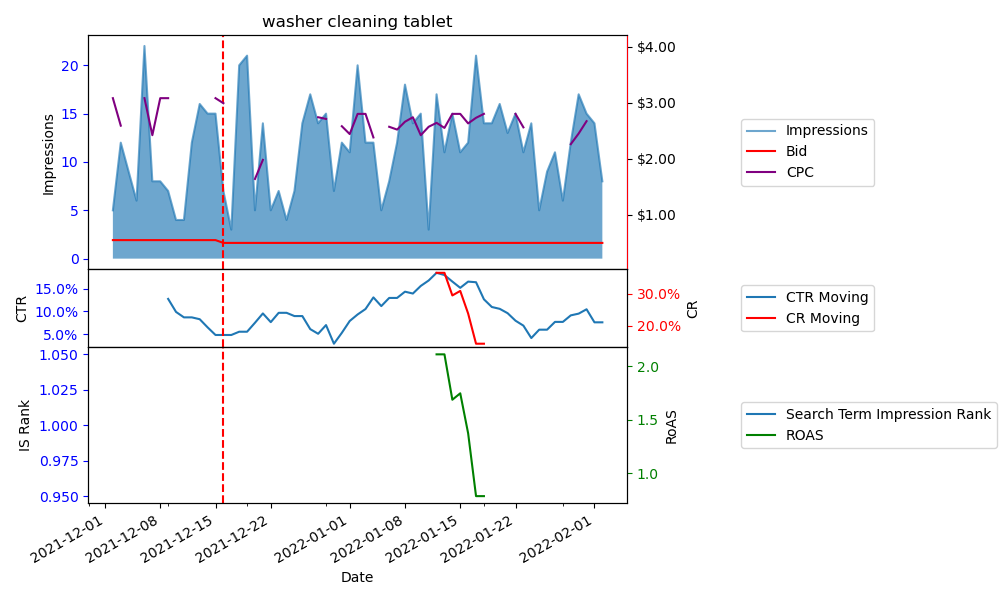 washer cleaning tablet
Impressions
20
15
10
5
0
$4.00
$3.00
$2.00
$1.00
Impressions
Bid
CPC
CTR
15.0%
10.0%
5.0%
30.0%
20.0%
CR
CTR Moving
CR Moving
IS Rank
1.050
1.025
1.000
0.975
0.950
2.0
1.5
1.0
RoAS
Search Term Impression Rank
ROAS
2021-12-01
2021-12-08
2021-12-15
2021-12-22
2022-01-01
2022-01-08
2022-01-15
2022-01-22
2022-02-01
Date